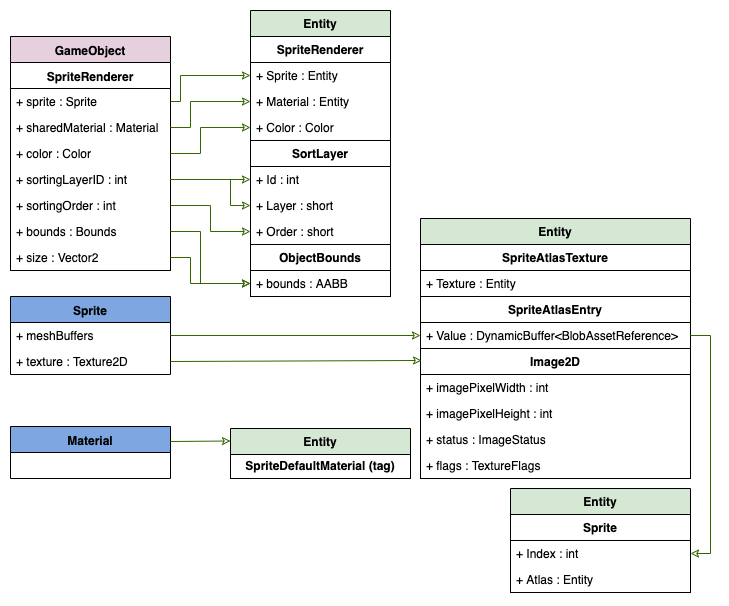 GameObject
SpriteRenderer
+ sprite : Sprite
+ sharedMaterial : Material
+ color : Color
+ sortingLayerID : int
+ sortingOrder : int
+ bounds : Bounds
+ size : Vector2
Entity
SpriteRenderer
+ Sprite : Entity
+ Material : Entity
+ Color : Color
SortLayer
+ Id : int
+ Layer : short
+ Order : short
ObjectBounds
+ bounds : AABB
Sprite
+ meshBuffers
+ texture : Texture2D
Entity
SpriteAtlasTexture
+ Texture : Entity
SpriteAtlasEntry
+ Value : DynamicBuffer<BlobAssetReference>
Image2D
+ imagePixelWidth : int
+ imagePixelHeight : int
+ status : ImageStatus
+ flags : TextureFlags
Material
Entity
SpriteDefaultMaterial (tag)
Entity
Sprite
+ Index : int
+ Atlas : Entity